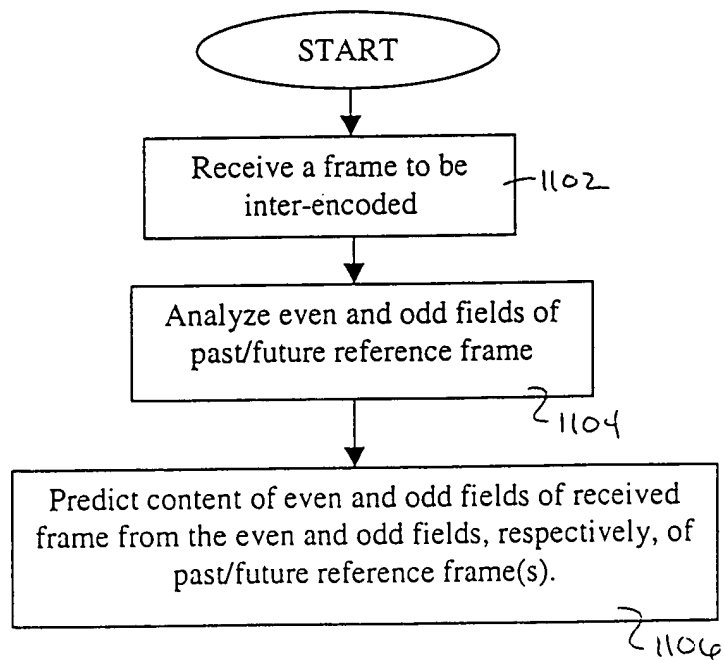 START
Receive a frame to be
inter-encoded
1102
Analyze even and odd fields of
past/future reference frame
1104
Predict content of even and odd fields of received
frame from the even and odd fields, respectively, of
past/future reference frame(s).
1106